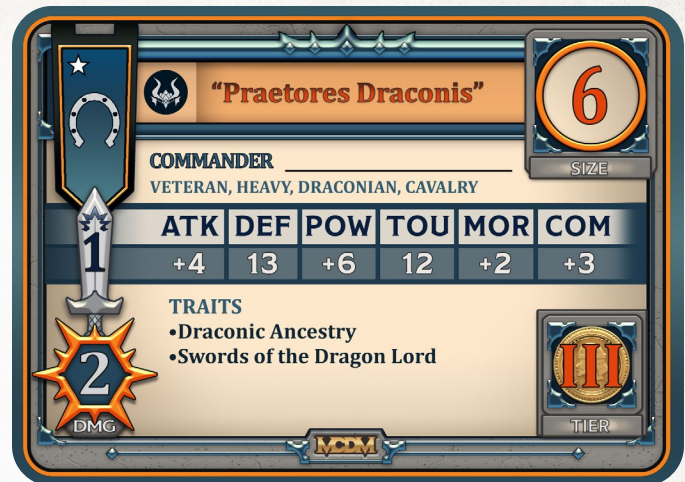 “Praetores Draconis”
6
SIZE
COMMANDER
VETERAN, HEAVY, DRACONIAN, CAVALRY
ATK DEF POW TOU MOR COM
1
+4 13 +6 12 +2 +3
TRAITS
•Draconic Ancestry
•Swords of the Dragon Lord
2
DMG
III
TIER
MCDM